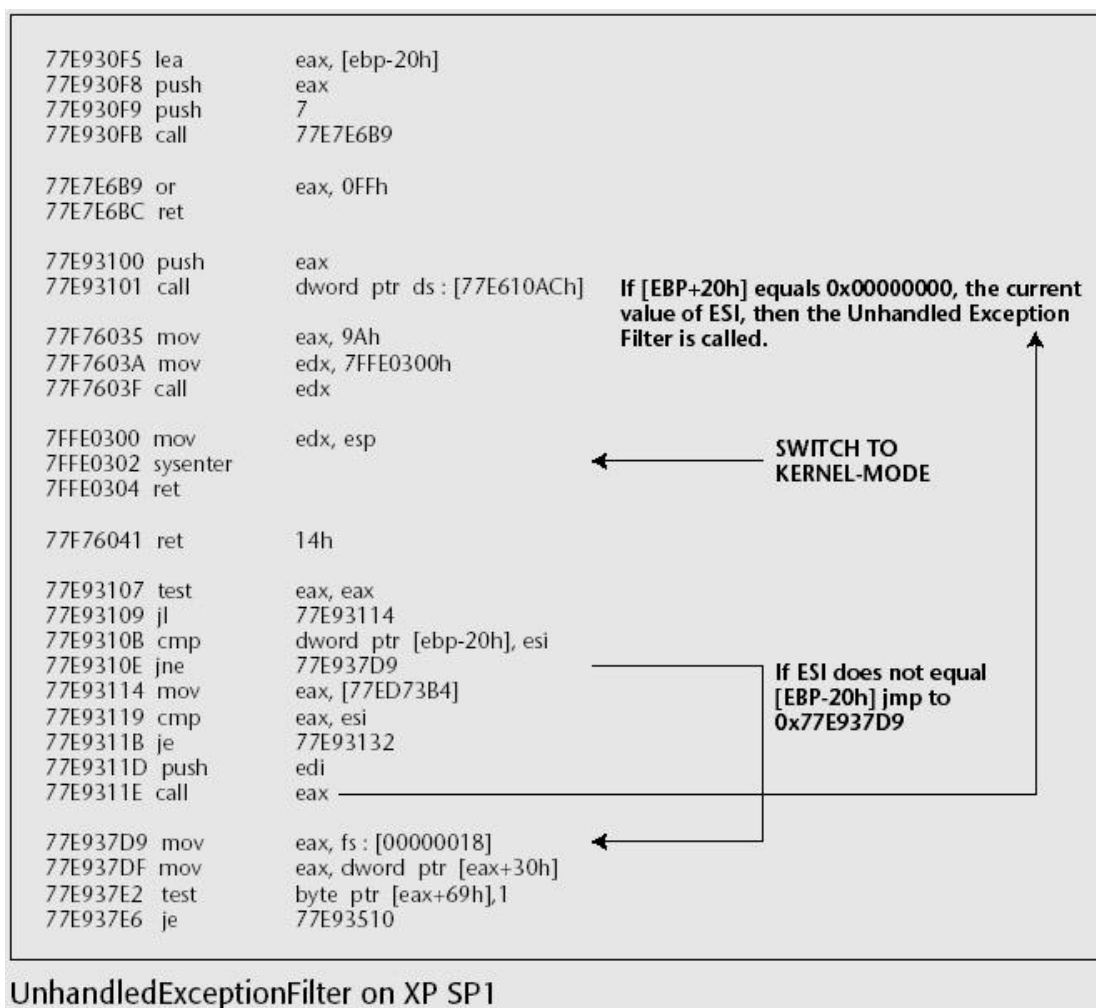 77E930F5 lea eax, [ebp-20h]
77E930F8 push eax
77E930F9 push 7
77E930FB call 77E7E6B9
77E7E6B9 or eax, 0FFh
77E7E6BC ret
77E93100 push eax
77E93101 call dword ptr ds : [77E610ACh]
If [EBP+20h] equals 0x00000000, the current
value of ESI, then the Unhandled Exception
Filter is called.
77F76035 mov eax, 9Ah
77F7603A mov edx, 7FFE0300h
77F7603F call edx
7FFE0300 mov edx, esp
7FFE0302 sysenter
7FFE0304 ret
SWITCH TO
KERNEL-MODE
77F76041 ret 14h
77E93107 test eax, eax
77E93109 jl 77E93114
77E9310B cmp dword ptr [ebp-20h], esi
77E9310E jne 77E937D9
77E93114 mov eax, [77ED73B4]
77E93119 cmp eax, esi
77E9311B je 77E93132
77E9311D push edi
77E9311E call eax
If ESI does not equal
[EBP-20h] jmp to
0x77E937D9
77E937D9 mov eax, fs : [00000018]
77E937DF mov eax, dword ptr [eax+30h]
77E937E2 test byte ptr [eax+69h],1
77E937E6 je 77E93510
UnhandledExceptionFilter on XP SP1